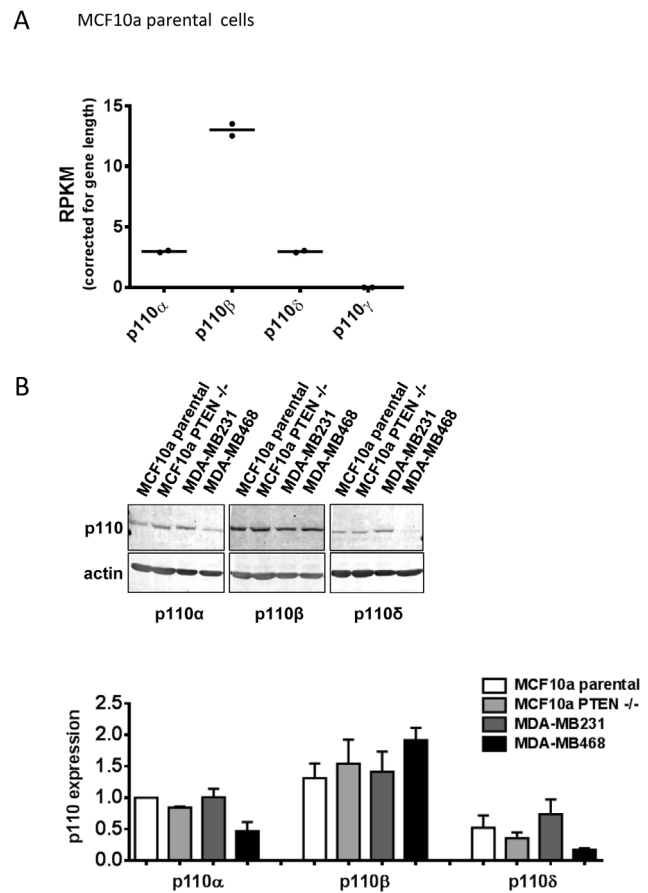 A
MCF10a parental cells
RPKM
(corrected for gene length)
15
10
5
0
p110α
p110β
p110δ
p110γ
B
MCF10a parental
MCF10a PTEN -/-
MDA-MB231
MDA-MB468
MCF10a parental
MCF10a PTEN -/-
MDA-MB231
MDA-MB468
MCF10a parental
MCF10a PTEN -/-
MDA-MB231
MDA-MB468
p110
actin
p110α
p110β
p110δ
MCF10a parental
MCF10a PTEN -/-
MDA-MB231
MDA-MB468
p110 expression
2.5
2.0
1.5
1.0
0.5
0.0
p110α
p110β
p110δ